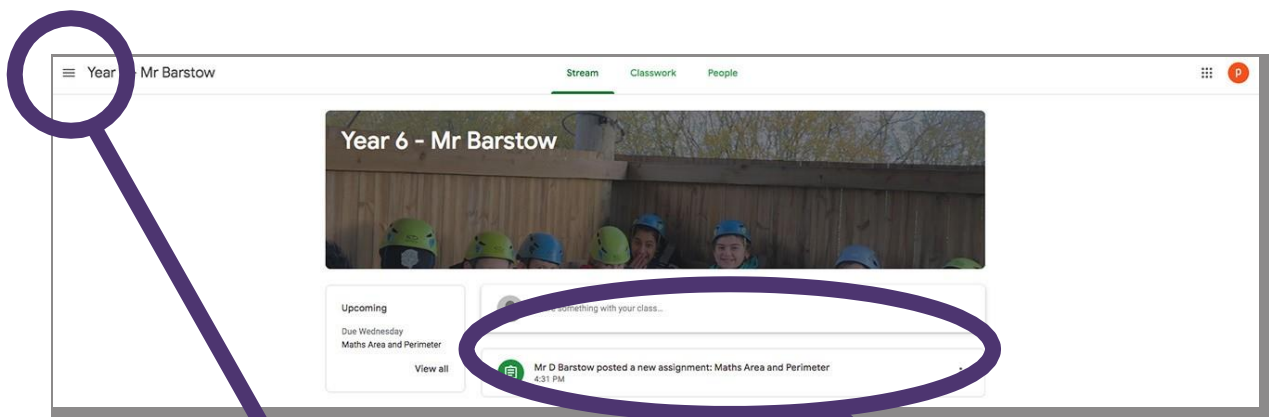 Year Mr Barstow
Stream Classwork People
P
Year 6 - Mr Barstow
Upcoming
something with your class...
Due Wednesday
Maths Area and Perimeter
View all
Mr D Barstow posted a new assignment: Maths Area and Perimeter
4:31 PM